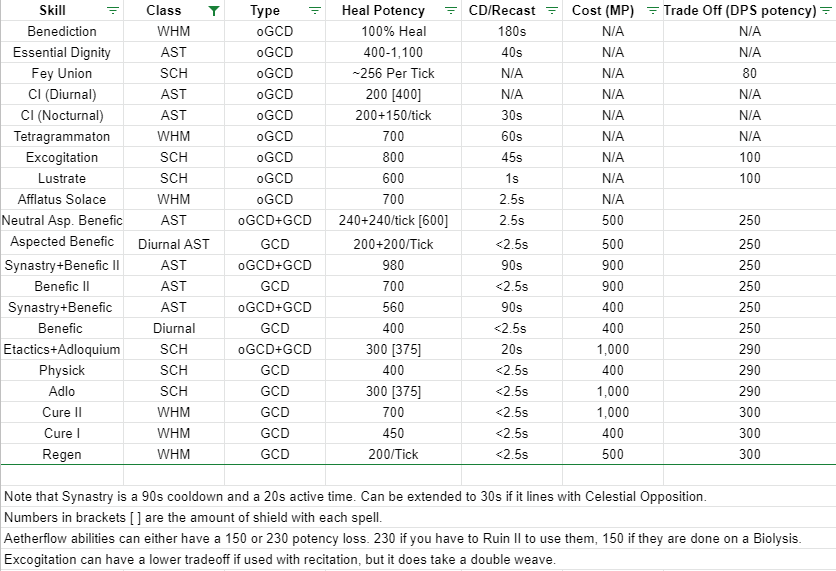 Skill Class Type Heal Potency CD/Recast Cost (MP) Trade Off (DPS potency)
Benediction WHM oGCD 100% Heal 180s N/A N/A
Essential Dignity AST oGCD 400-1,100 40s N/A N/A
Fey Union SCH oGCD ~256 Per Tick N/A N/A 80
CI (Diurnal) AST oGCD 200 [400] N/A N/A N/A
CI (Nocturnal) AST oGCD 200+150/tick 30s N/A N/A
Tetragrammaton WHM oGCD 700 60s N/A N/A
Excogitation SCH oGCD 800 45s N/A 100
Lustrate SCH oGCD 600 1s N/A 100
Afflatus Solace WHM oGCD 700 2.5s N/A
Neutral Asp. Benefic AST oGCD+GCD 240+240/tick [600] 2.5s 500 250
Aspected Benefic Diurnal AST GCD 200+200/Tick <2.5s 500 250
Synastry+Benefic II AST oGCD+GCD 980 90s 900 250
Benefic II AST GCD 700 <2.5s 900 250
Synastry+Benefic AST oGCD+GCD 560 90s 400 250
Benefic Diurnal GCD 400 <2.5s 400 250
Etactics+Adloquium SCH oGCD+GCD 300 [375] 20s 1,000 290
Physick SCH GCD 400 <2.5s 400 290
Adlo SCH GCD 300 [375] <2.5s 1,000 290
Cure II WHM GCD 700 <2.5s 1,000 300
Cure I WHM GCD 450 <2.5s 400 300
Regen WHM GCD 200/Tick <2.5s 500 300
Note that Synastry is a 90s cooldown and a 20s active time. Can be extended to 30s if it lines with Celestial Opposition.
Numbers in brackets [ ] are the amount of shield with each spell.
Aetherflow abilities can either have a 150 or 230 potency loss. 230 if you have to Ruin II to use them, 150 if they are done on a Biolysis.
Excogitation can have a lower tradeoff if used with recitation, but it does take a double weave.